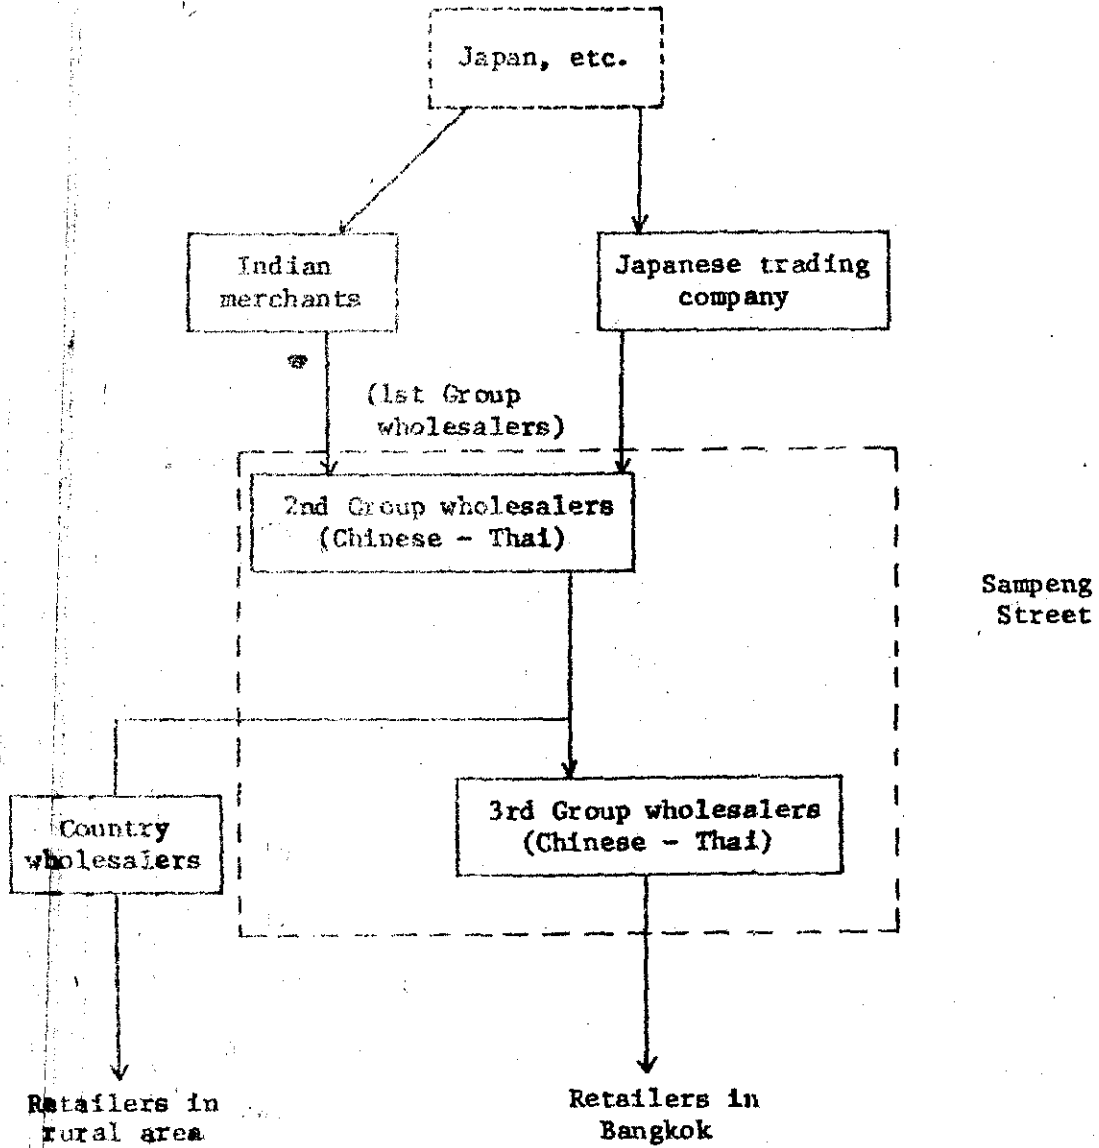 Japan, etc.
Indian
merchants
Japanese trading
company
(1st Group
wholesalers)
2nd Group wholesalers
(Chinese - Thai)
Sampeng
Street
3rd Group wholesalers
(Chinese - Thai)
Country
wholesalers
Retailers in
rural area
Retailers in
Bangkok